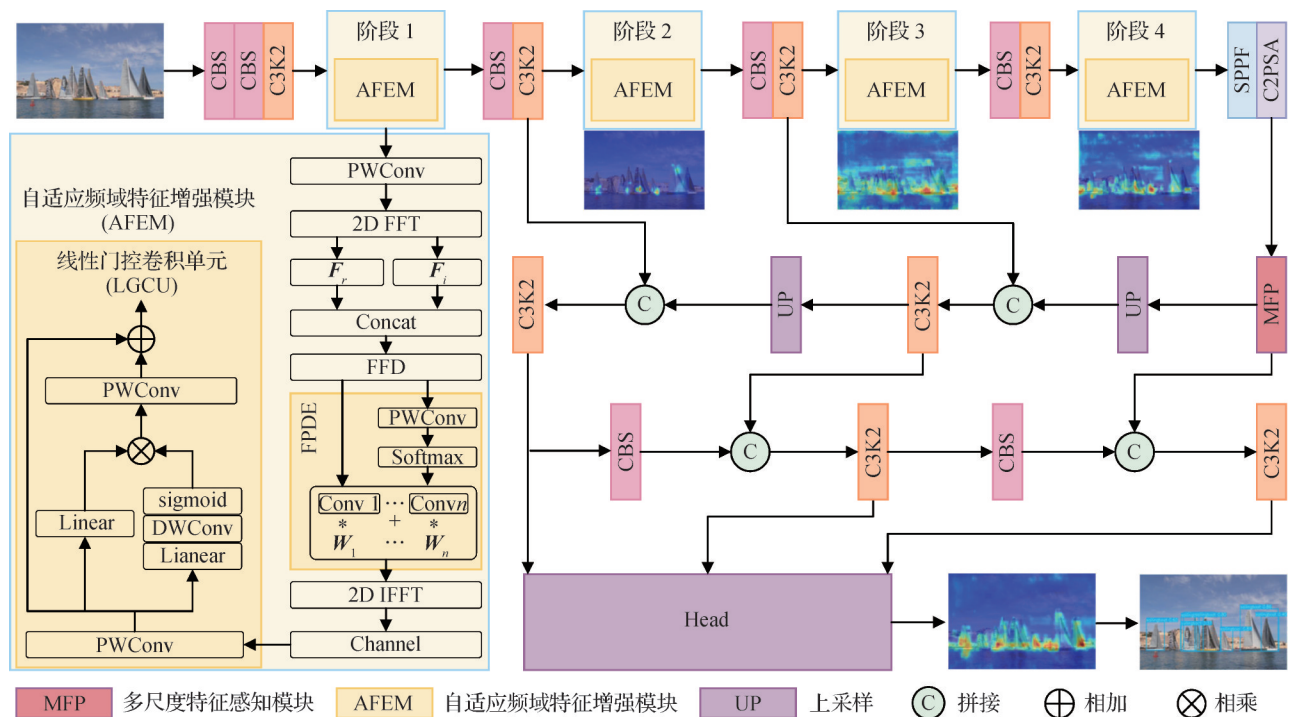 CBS
CBS
C3K2
阶段 1
AFEM
CBS
C3K2
阶段 2
AFEM
CBS
C3K2
阶段 3
AFEM
CBS
C3K2
阶段 4
AFEM
SPPF
C2PSA
自适应频域特征增强模块
(AFEM)
线性门控卷积单元
(LGCU)
PWConv
Linear
sigmoid
DWConv
Lianear
PWConv
PWConv
2D FFT
F_r
F_i
Concat
FFD
FPDE
PWConv
Softmax
Conv 1 ··· Convn
* + *
W_1 ··· W_n
2D IFFT
Channel
C3K2
C
UP
C3K2
C
UP
MFP
CBS
C
C3K2
CBS
C
C3K2
Head
MFP 多尺度特征感知模块
AFEM 自适应频域特征增强模块
UP 上采样
C 拼接
相加
相乘